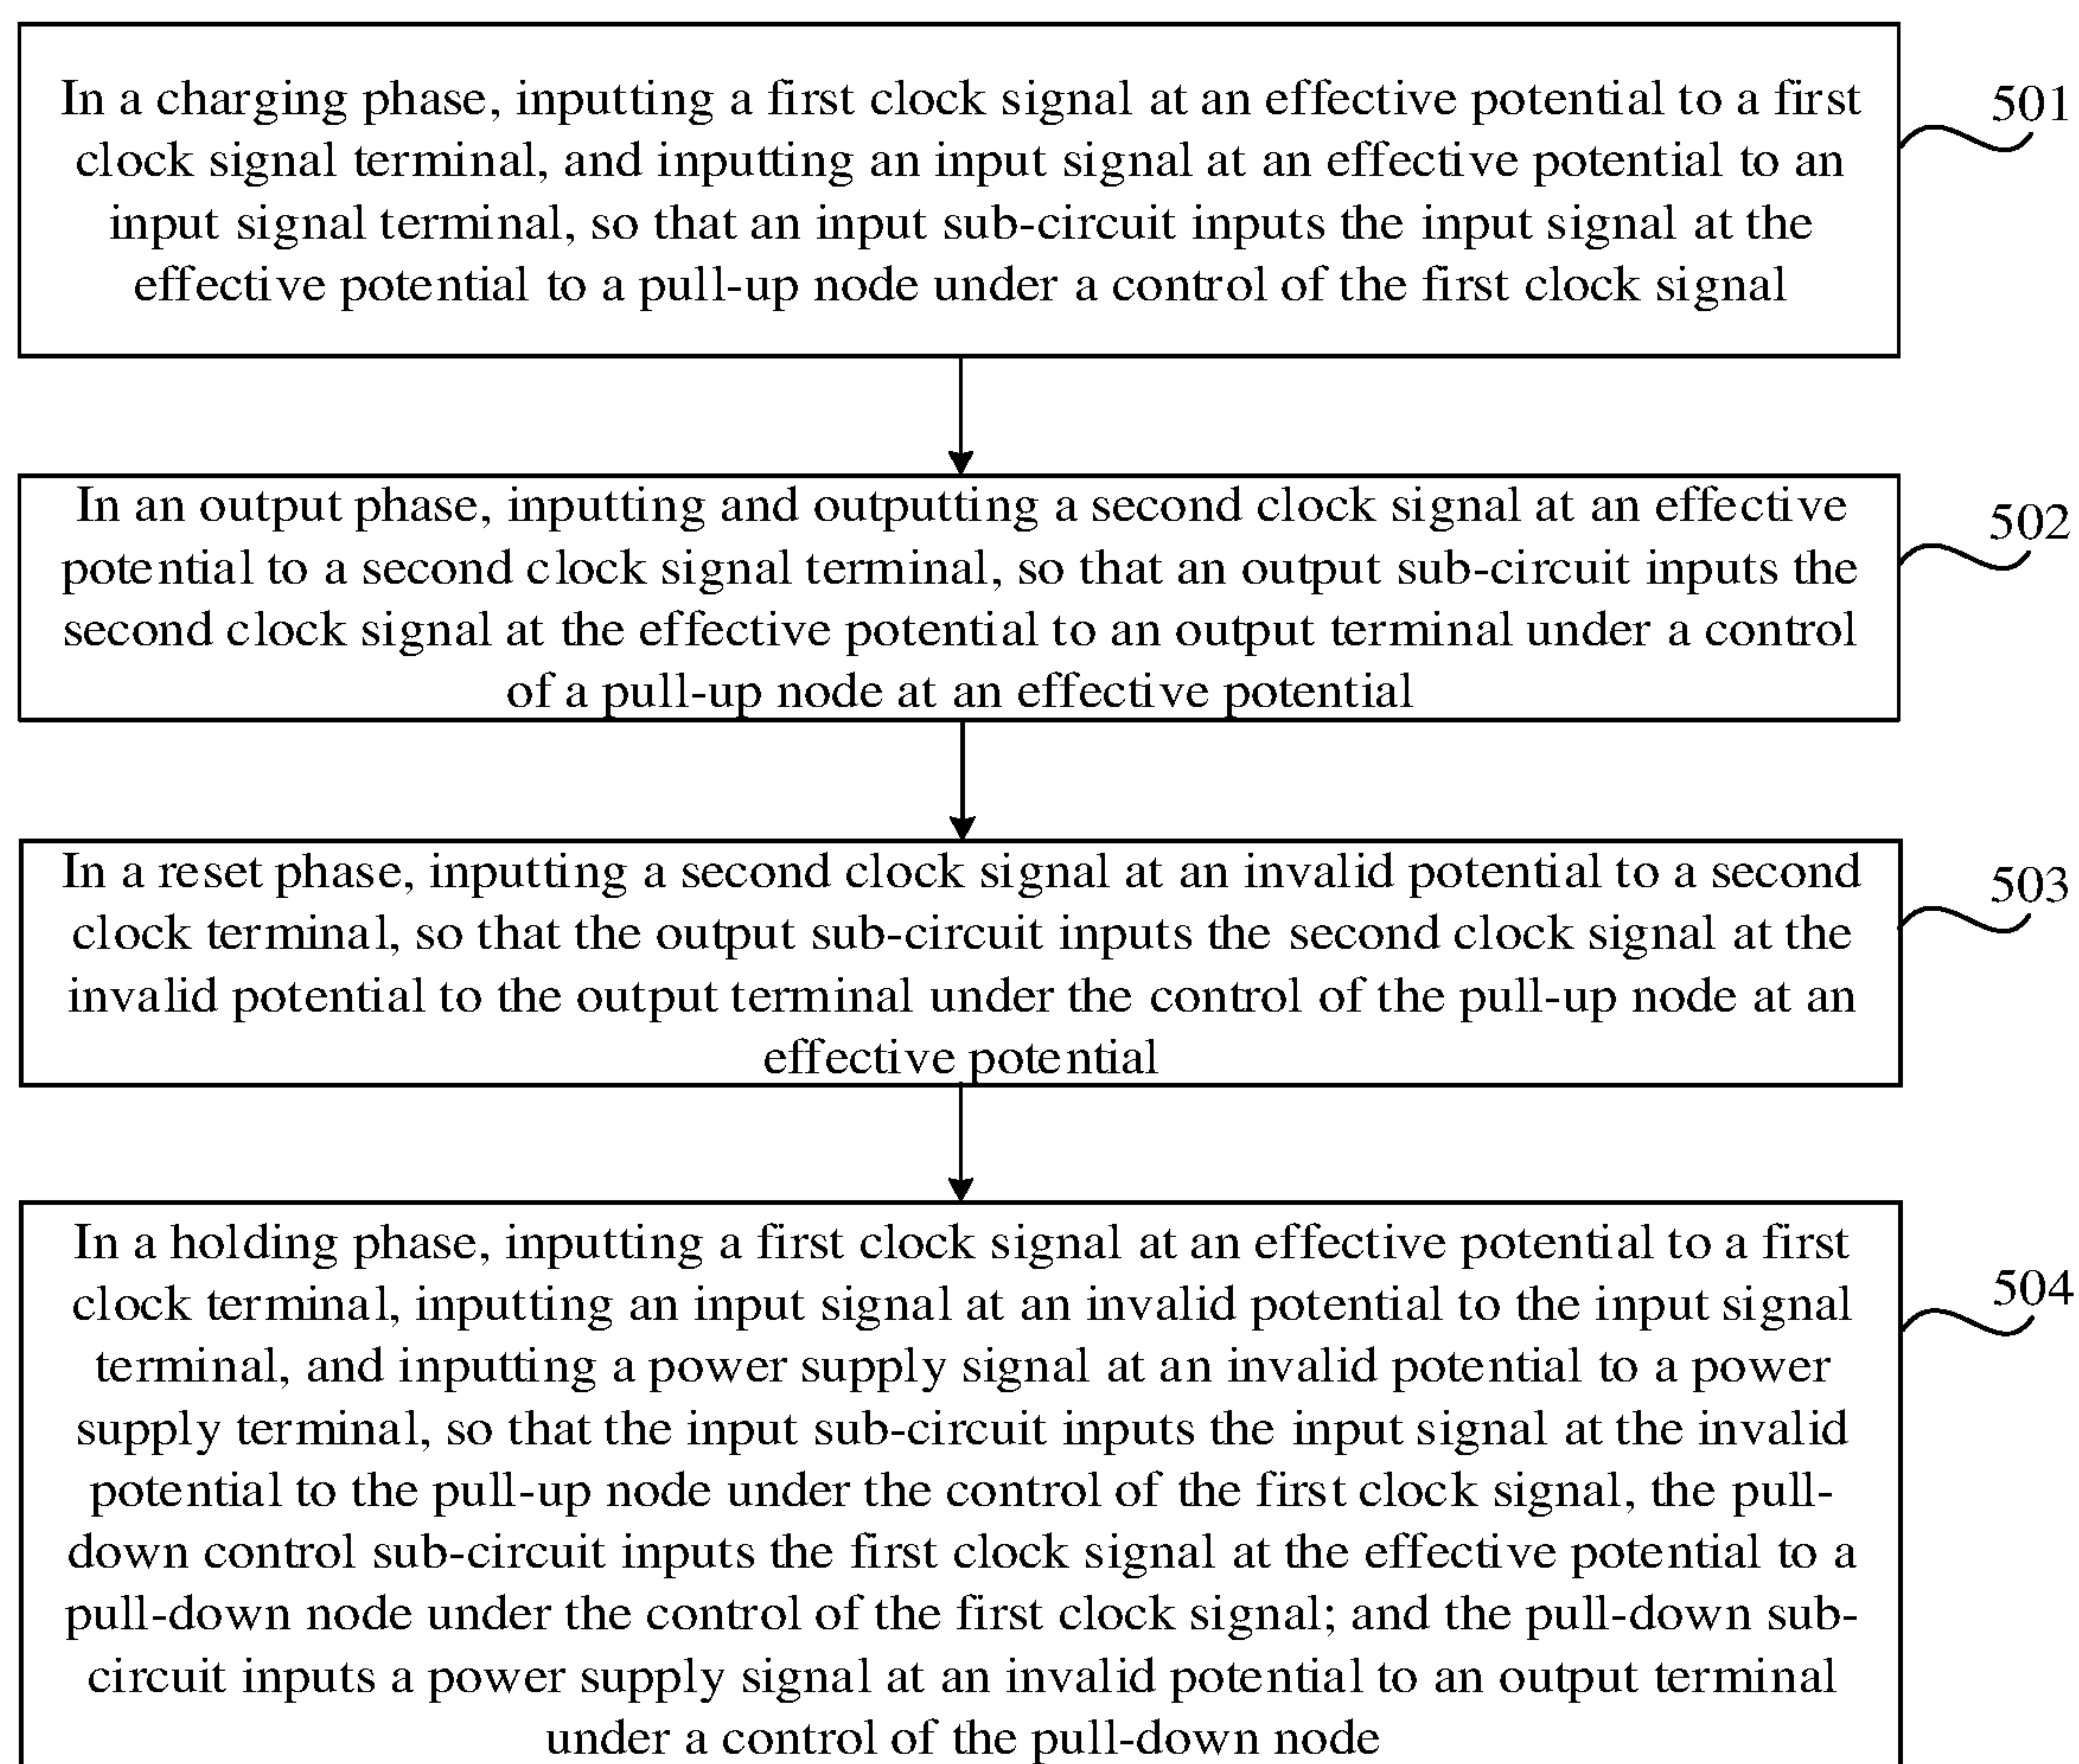 In a charging phase, inputting a first clock signal at an effective potential to a first
clock signal terminal, and inputting an input signal at an effective potential to an
input signal terminal, so that an input sub-circuit inputs the input signal at the
effective potential to a pull-up node under a control of the first clock signal
501
In an output phase, inputting and outputting a second clock signal at an effective
potential to a second clock signal terminal, so that an output sub-circuit inputs the
second clock signal at the effective potential to an output terminal under a control
of a pull-up node at an effective potential
502
In a reset phase, inputting a second clock signal at an invalid potential to a second
clock terminal, so that the output sub-circuit inputs the second clock signal at the
invalid potential to the output terminal under the control of the pull-up node at an
effective potential
503
In a holding phase, inputting a first clock signal at an effective potential to a first
clock terminal, inputting an input signal at an invalid potential to the input signal
terminal, and inputting a power supply signal at an invalid potential to a power
supply terminal, so that the input sub-circuit inputs the input signal at the invalid
potential to the pull-up node under the control of the first clock signal, the pull-
down control sub-circuit inputs the first clock signal at the effective potential to a
pull-down node under the control of the first clock signal; and the pull-down sub-
circuit inputs a power supply signal at an invalid potential to an output terminal
under a control of the pull-down node
504